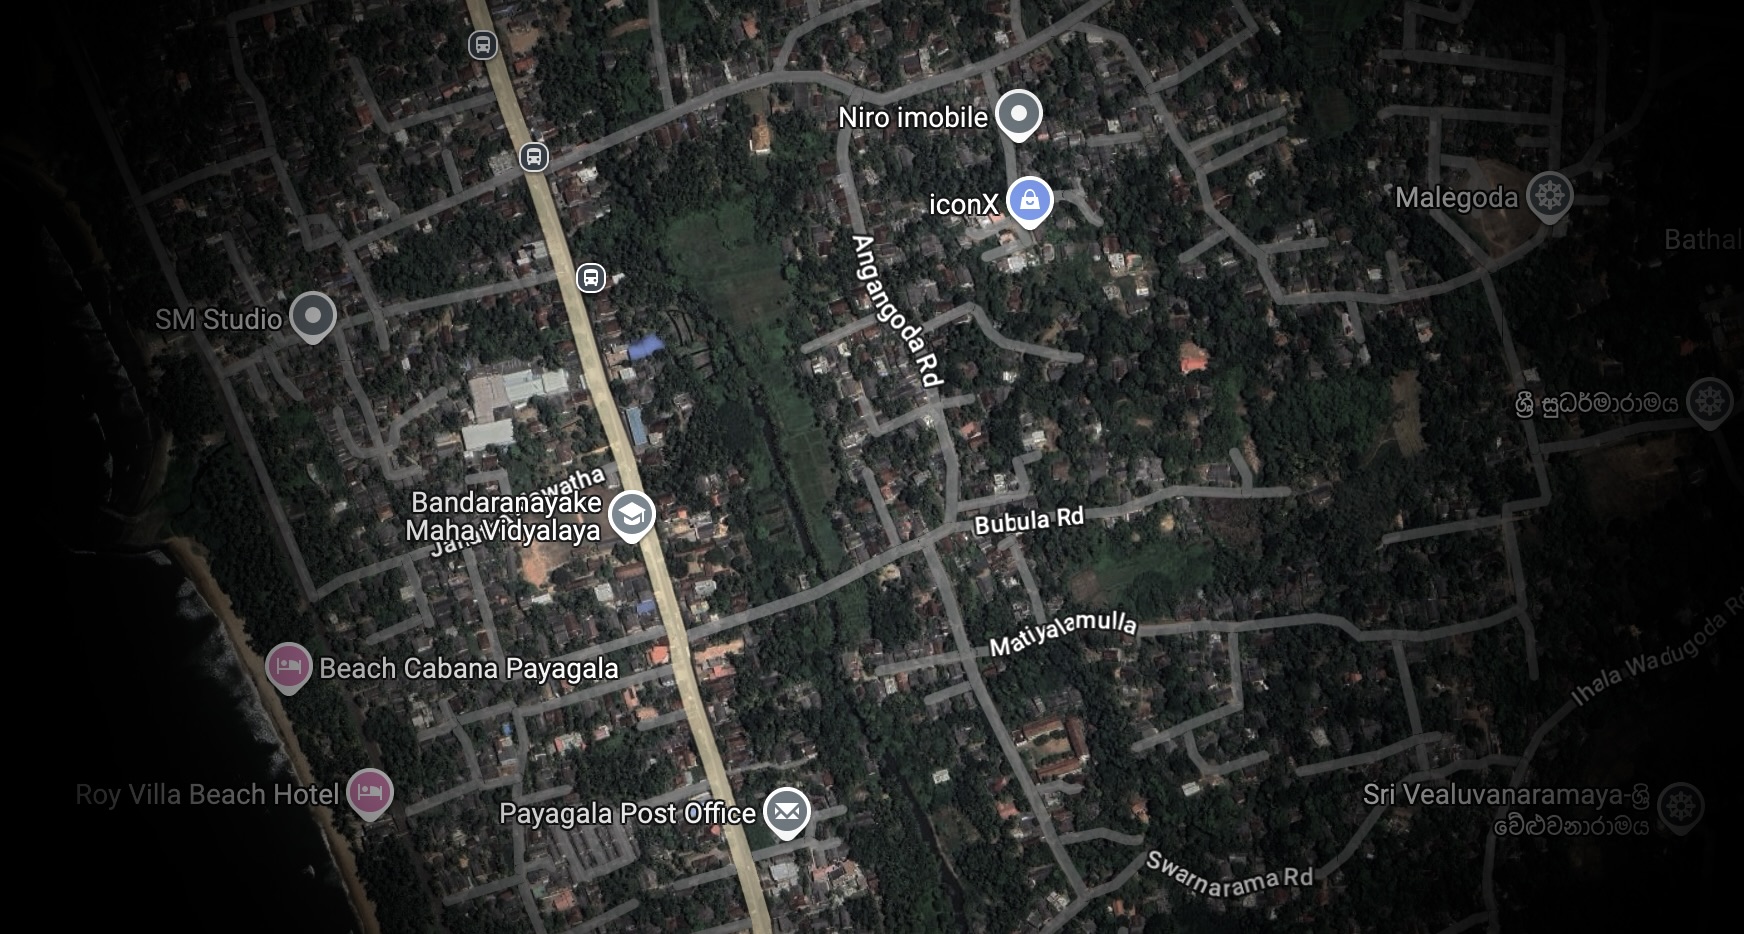 Niro imobile
iconX
Malegoda
Bathal
Angangoda Rd
SM Studio
ශ්‍රී සුධර්මාරාමය
Bandaranayake
Maha Vidyalaya
Bubula Rd
Matiyalamulla
Beach Cabana Payagala
Ihala Wadugoda Rd
Roy Villa Beach Hotel
Payagala Post Office
Sri Vealuvanaramaya-ශ්‍රි
වේළුවනාරාමය
Swarnarama Rd